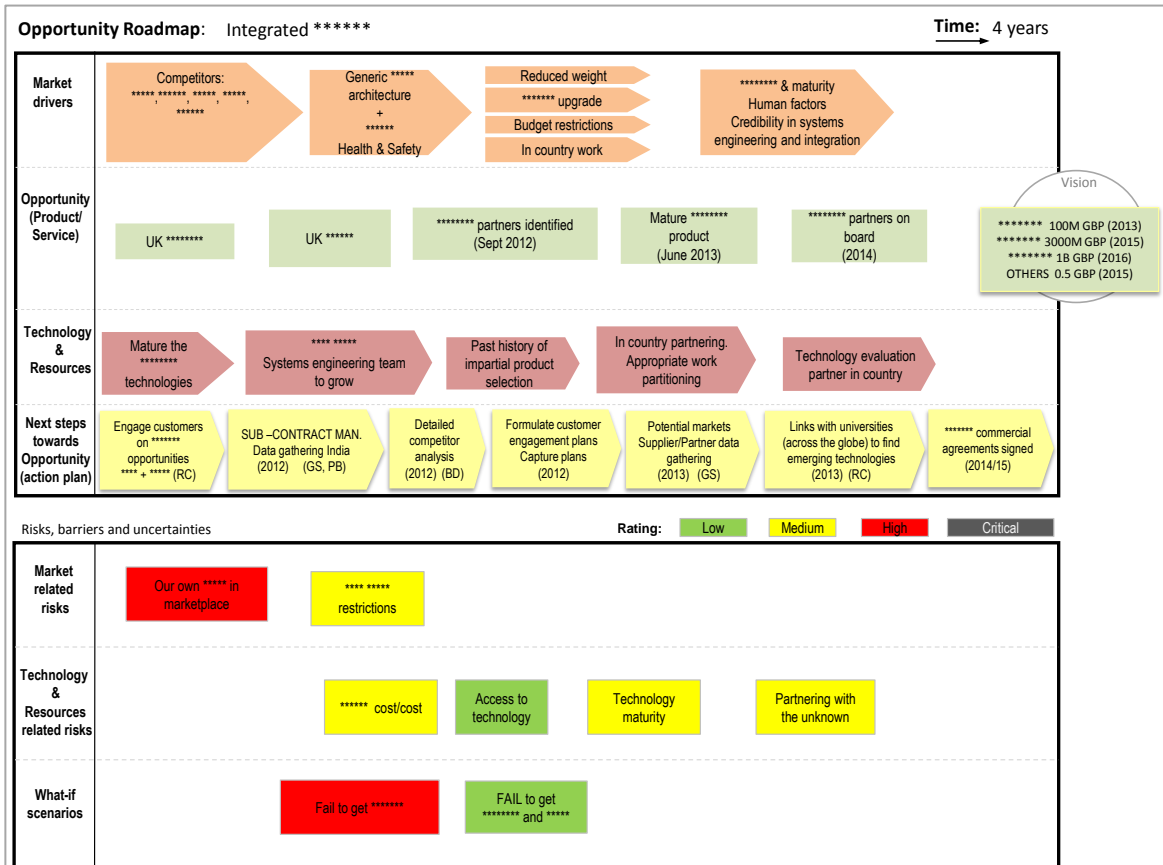 Opportunity Roadmap: Integrated ******
Time: 4 years
Market
drivers
Competitors:
*****, ******, *****, *****,
******
Generic *****
architecture
+
******
Health & Safety
Reduced weight
******* upgrade
Budget restrictions
In country work
******** & maturity
Human factors
Credibility in systems
engineering and integration
Opportunity
(Product/
Service)
UK ********
UK ******
******** partners identified
(Sept 2012)
Mature ********
product
(June 2013)
******** partners on
board
(2014)
Vision
******* 100M GBP (2013)
******* 3000M GBP (2015)
******* 1B GBP (2016)
OTHERS 0.5 GBP (2015)
Technology
&
Resources
Mature the
********
technologies
**** *****
Systems engineering team
to grow
Past history of
impartial product
selection
In country partnering.
Appropriate work
partitioning
Technology evaluation
partner in country
Next steps
towards
Opportunity
(action plan)
Engage customers
on *******
opportunities
**** + ***** (RC)
SUB –CONTRACT MAN.
Data gathering India
(2012) (GS, PB)
Detailed
competitor
analysis
(2012) (BD)
Formulate customer
engagement plans
Capture plans
(2012)
Potential markets
Supplier/Partner data
gathering
(2013) (GS)
Links with universities
(across the globe) to find
emerging technologies
(2013) (RC)
****** commercial
agreements signed
(2014/15)
Risks, barriers and uncertainties
Rating: Low Medium High Critical
Market
related
risks
Our own ***** in
marketplace
**** *****
restrictions
Technology
&
Resources
related risks
****** cost/cost
Access to
technology
Technology
maturity
Partnering with
the unknown
What-if
scenarios
Fail to get *******
FAIL to get
******** and *****